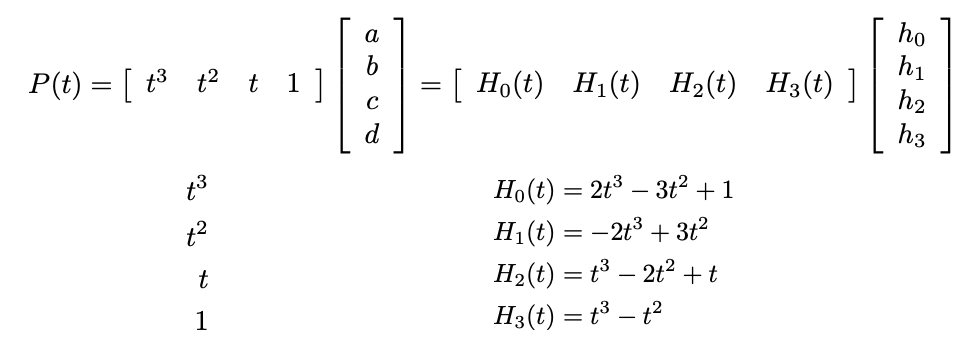 P(t) = [ t³ t² t 1 ] [ a b c d ] = [ H₀(t) H₁(t) H₂(t) H₃(t) ] [ h₀ h₁ h₂ h₃ ]
t³ H₀(t) = 2t³ − 3t² + 1
t² H₁(t) = −2t³ + 3t²
t H₂(t) = t³ − 2t² + t
1 H₃(t) = t³ − t²